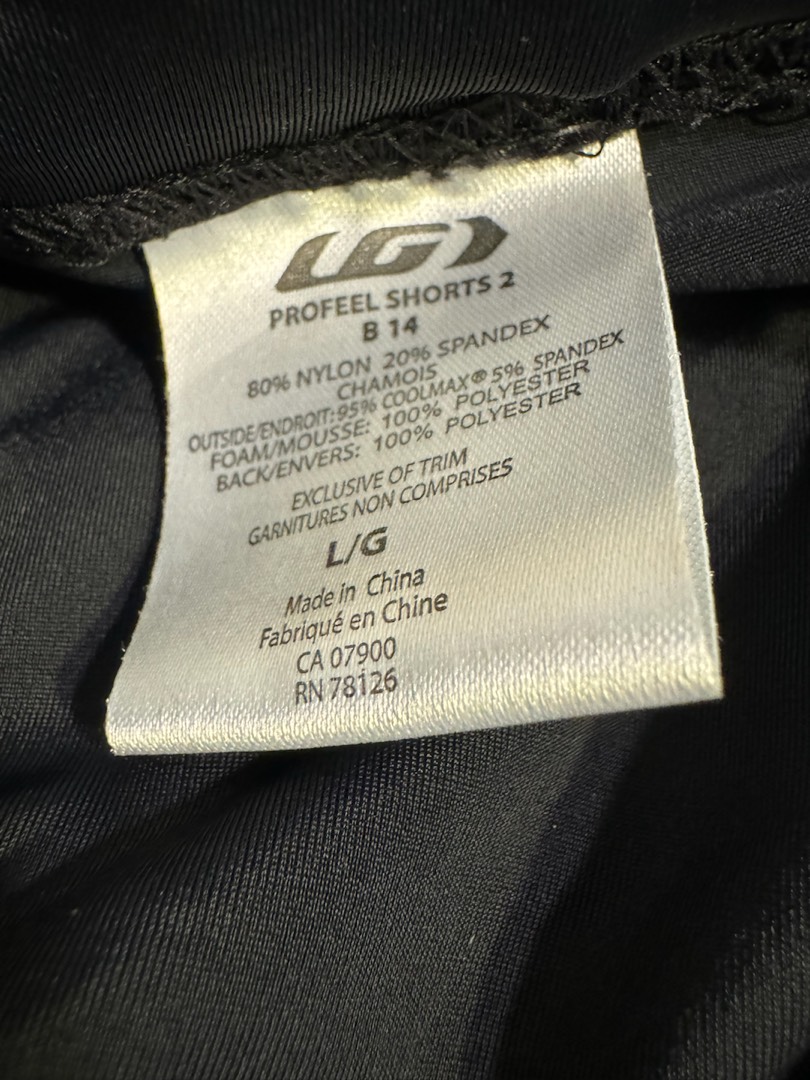 LG
PROFEEL SHORTS 2
B 14
80% NYLON 20% SPANDEX
CHAMOIS
OUTSIDE/ENDROIT:95% COOLMAX® 5% SPANDEX
FOAM/MOUSSE: 100% POLYESTER
BACK/ENVERS: 100% POLYESTER
EXCLUSIVE OF TRIM
GARNITURES NON COMPRISES
L/G
Made in China
Fabriqué en Chine
CA 07900
RN 78126